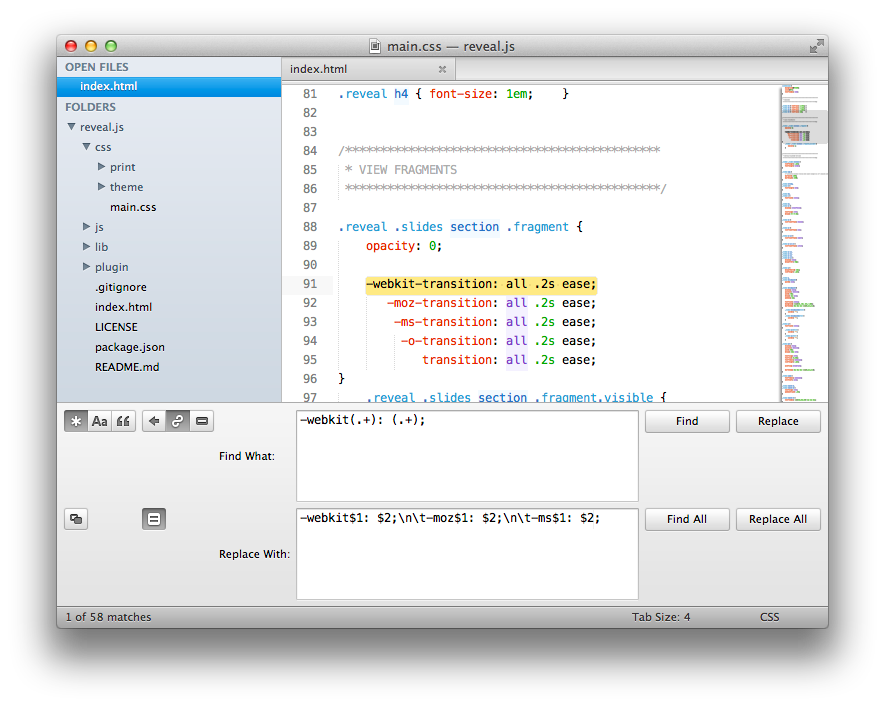 main.css — reveal.js
OPEN FILES
index.html
FOLDERS
reveal.js
css
print
theme
main.css
js
lib
plugin
.gitignore
index.html
LICENSE
package.json
README.md
index.html
81 .reveal h4 { font-size: 1em; }
82
83
84 /********************************************
85 * VIEW FRAGMENTS
86 *********************************************/
87
88 .reveal .slides section .fragment {
89 opacity: 0;
90
91 -webkit-transition: all .2s ease;
92 -moz-transition: all .2s ease;
93 -ms-transition: all .2s ease;
94 -o-transition: all .2s ease;
95 transition: all .2s ease;
96 }
97 .reveal .slides section .fragment.visible {
Aa
Find What:
-webkit(.+): (.+);
Find
Replace
Replace With:
-webkit$1: $2;\n\t-moz$1: $2;\n\t-ms$1: $2;
Find All
Replace All
1 of 58 matches
Tab Size: 4
CSS